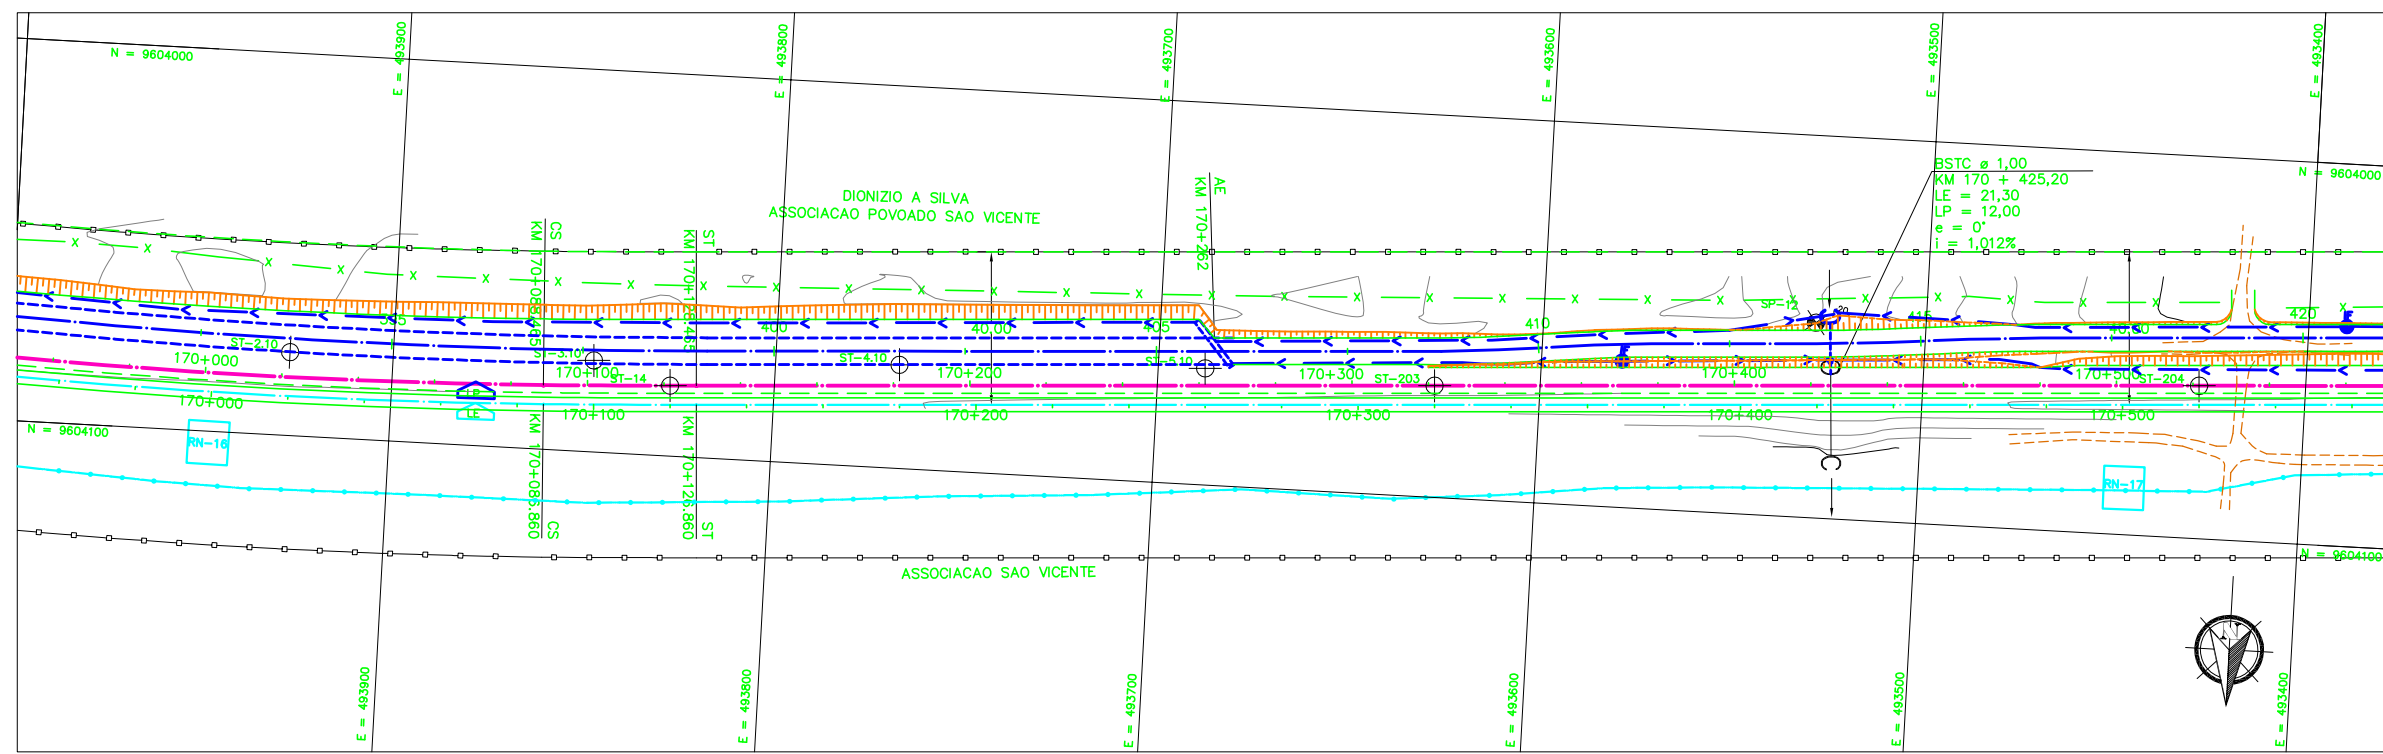 E = 493900
E = 493800
E = 493700
E = 493600
E = 493500
E = 493400
N = 9604000
N = 9604000
DIONIZIO A SILVA
ASSOCIACAO POVOADO SAO VICENTE
BSTC ø 1,00
KM 170 + 425,20
LE = 21,30
LP = 12,00
e = 0°
i = 1,012%
CS
ST
AE
KM 170+262
SP-12
400
40,00
405
410
415
40,00
420
ST-2.10
ST-3.10
ST-4.10
ST-5.10
ST-14
ST-203
ST-204
170+000
170+100
170+200
170+300
170+400
170+500
LP
LE
170+000
170+100
170+200
170+300
170+400
170+500
N = 9604100
RN-16
RN-17
KM 170+086.860
CS
KM 170+126.860
ST
N = 9604100
ASSOCIACAO SAO VICENTE
N
E = 493900
E = 493800
E = 493700
E = 493600
E = 493500
E = 493400